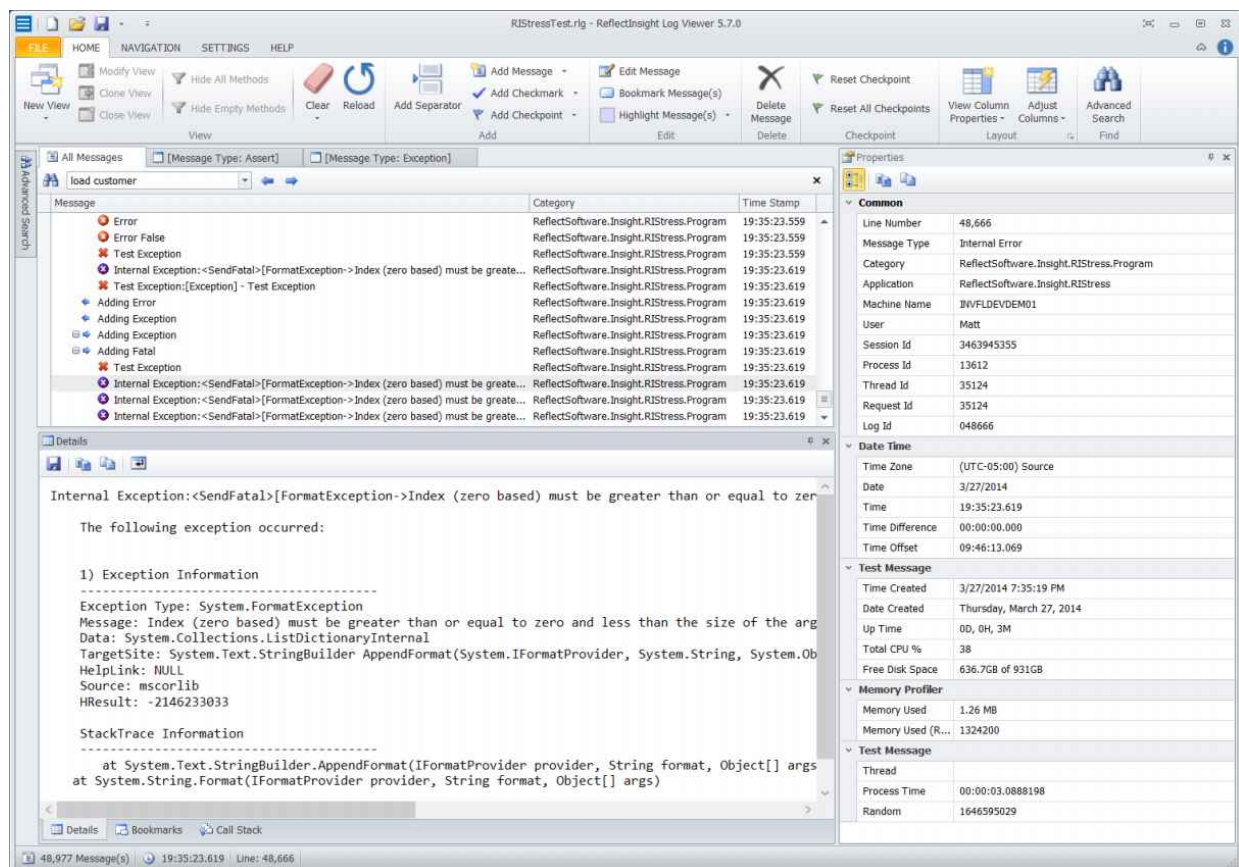 RIStressTest.rlg - ReflectInsight Log Viewer 5.7.0
FILE HOME NAVIGATION SETTINGS HELP
New View
Modify View
Clone View
Close View
Hide All Methods
Hide Empty Methods
View
Clear
Reload
Add Separator
Add Message
Add Checkmark
Add Checkpoint
Add
Edit Message
Bookmark Message(s)
Highlight Message(s)
Edit
Delete
Message
Delete
Reset Checkpoint
Reset All Checkpoints
Checkpoint
View Column
Properties
Adjust
Columns
Layout
Advanced
Search
Find
Advanced Search
All Messages [Message Type: Assert] [Message Type: Exception]
load customer
Message Category Time Stamp
Error ReflectSoftware.Insight.RIStress.Program 19:35:23.559
Error False ReflectSoftware.Insight.RIStress.Program 19:35:23.559
Test Exception ReflectSoftware.Insight.RIStress.Program 19:35:23.559
Internal Exception:<SendFatal>[FormatException->Index (zero based) must be greate... ReflectSoftware.Insight.RIStress.Program 19:35:23.619
Test Exception:[Exception] - Test Exception ReflectSoftware.Insight.RIStress.Program 19:35:23.619
Adding Error ReflectSoftware.Insight.RIStress.Program 19:35:23.619
Adding Exception ReflectSoftware.Insight.RIStress.Program 19:35:23.619
Adding Exception ReflectSoftware.Insight.RIStress.Program 19:35:23.619
Adding Fatal ReflectSoftware.Insight.RIStress.Program 19:35:23.619
Test Exception ReflectSoftware.Insight.RIStress.Program 19:35:23.619
Internal Exception:<SendFatal>[FormatException->Index (zero based) must be greate... ReflectSoftware.Insight.RIStress.Program 19:35:23.619
Internal Exception:<SendFatal>[FormatException->Index (zero based) must be greate... ReflectSoftware.Insight.RIStress.Program 19:35:23.619
Internal Exception:<SendFatal>[FormatException->Index (zero based) must be greate... ReflectSoftware.Insight.RIStress.Program 19:35:23.619
Details
Internal Exception:<SendFatal>[FormatException->Index (zero based) must be greater than or equal to zer
The following exception occurred:
1) Exception Information
----------------------------------------
Exception Type: System.FormatException
Message: Index (zero based) must be greater than or equal to zero and less than the size of the arg
Data: System.Collections.ListDictionaryInternal
TargetSite: System.Text.StringBuilder AppendFormat(System.IFormatProvider, System.String, System.Ob
HelpLink: NULL
Source: mscorlib
HResult: -2146233033
StackTrace Information
----------------------------------------
at System.Text.StringBuilder.AppendFormat(IFormatProvider provider, String format, Object[] args
at System.String.Format(IFormatProvider provider, String format, Object[] args)
Details Bookmarks Call Stack
Properties
Common
Line Number 48,666
Message Type Internal Error
Category ReflectSoftware.Insight.RIStress.Program
Application ReflectSoftware.Insight.RIStress
Machine Name INVFLDEVDEM01
User Matt
Session Id 3463945355
Process Id 13612
Thread Id 35124
Request Id 35124
Log Id 048666
Date Time
Time Zone (UTC-05:00) Source
Date 3/27/2014
Time 19:35:23.619
Time Difference 00:00:00.000
Time Offset 09:46:13.069
Test Message
Time Created 3/27/2014 7:35:19 PM
Date Created Thursday, March 27, 2014
Up Time 0D, 0H, 3M
Total CPU % 38
Free Disk Space 636.7GB of 931GB
Memory Profiler
Memory Used 1.26 MB
Memory Used (R... 1324200
Test Message
Thread
Process Time 00:00:03.0888198
Random 1646595029
48,977 Message(s) 19:35:23.619 Line: 48,666